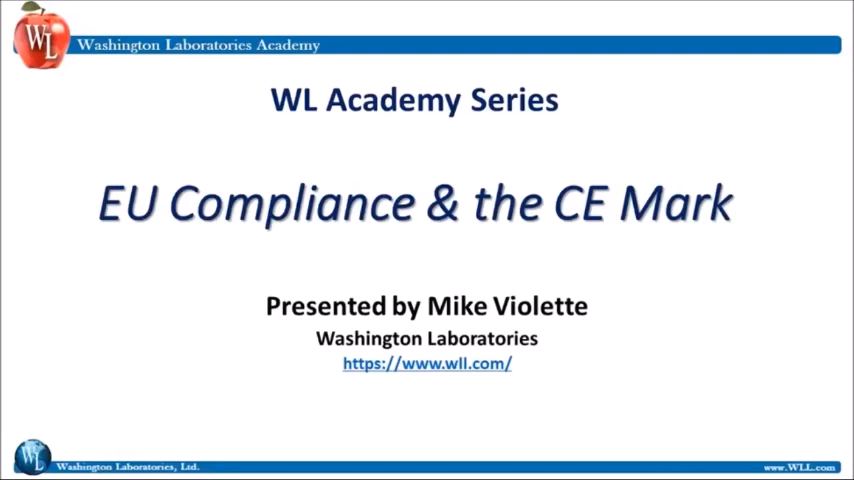 WL
Washington Laboratories Academy
WL Academy Series
EU Compliance & the CE Mark
Presented by Mike Violette
Washington Laboratories
https://www.wll.com/
WL
Washington Laboratories, Ltd.
www.WLL.com